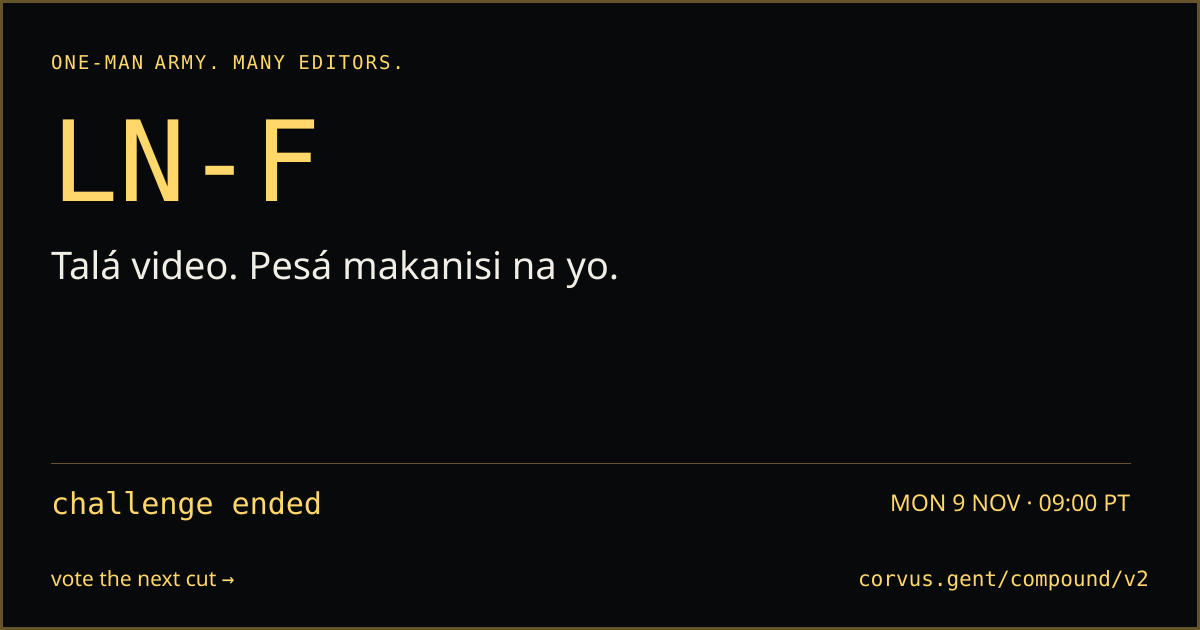 ONE-MAN ARMY. MANY EDITORS.
LN-F
Talá video. Pesá makanisi na yo.
challenge ended
MON 9 NOV · 09:00 PT
vote the next cut →
corvus.gent/compound/v2